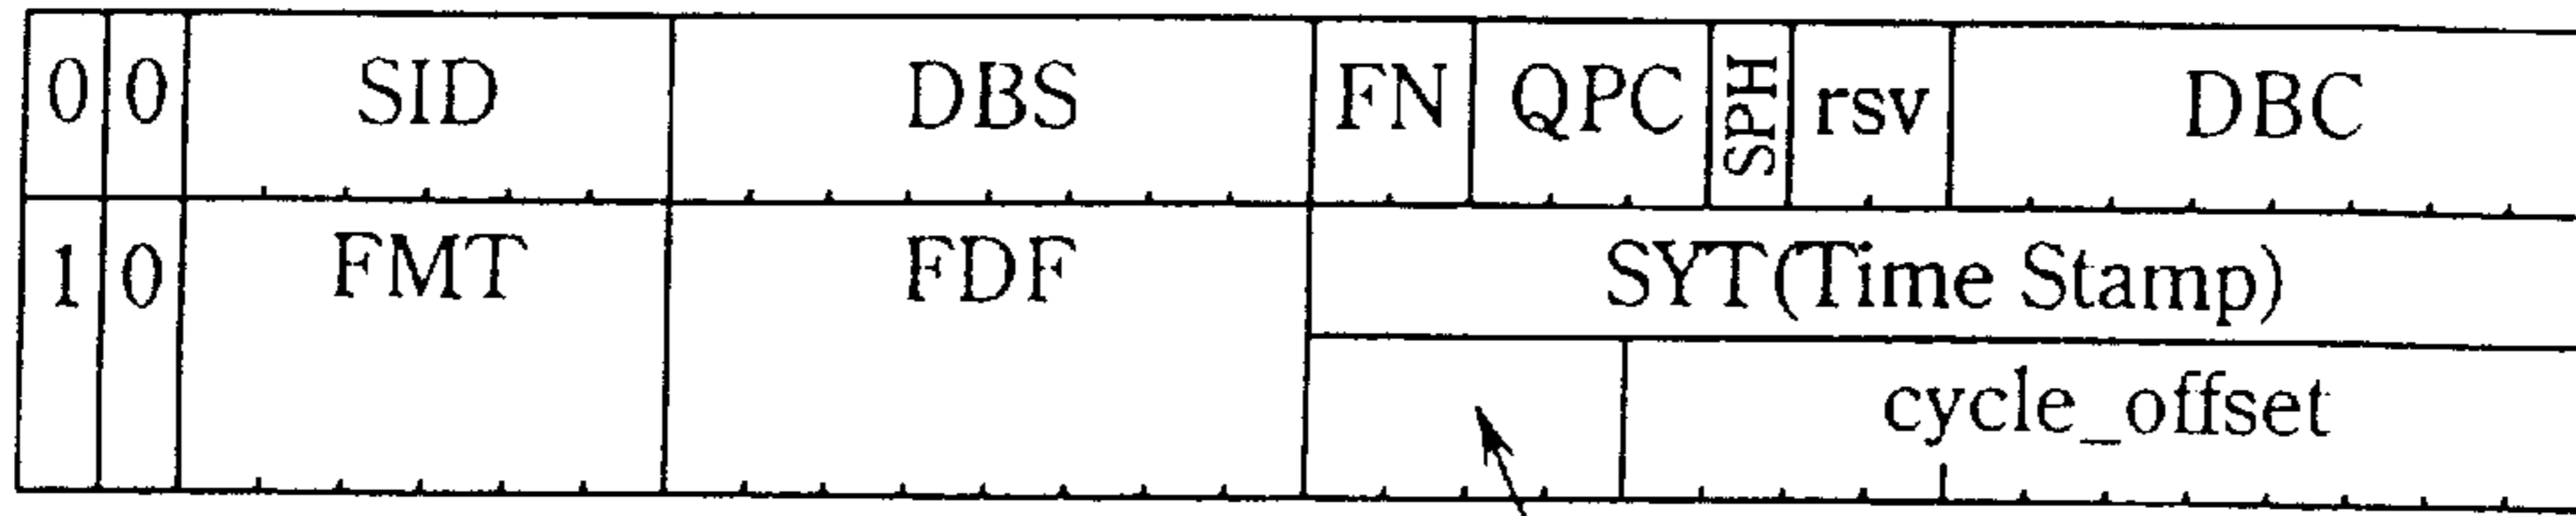 0 0 SID DBS FN QPC SPH rsv DBC
1 0 FMT FDF SYT(Time Stamp)
cycle_offset